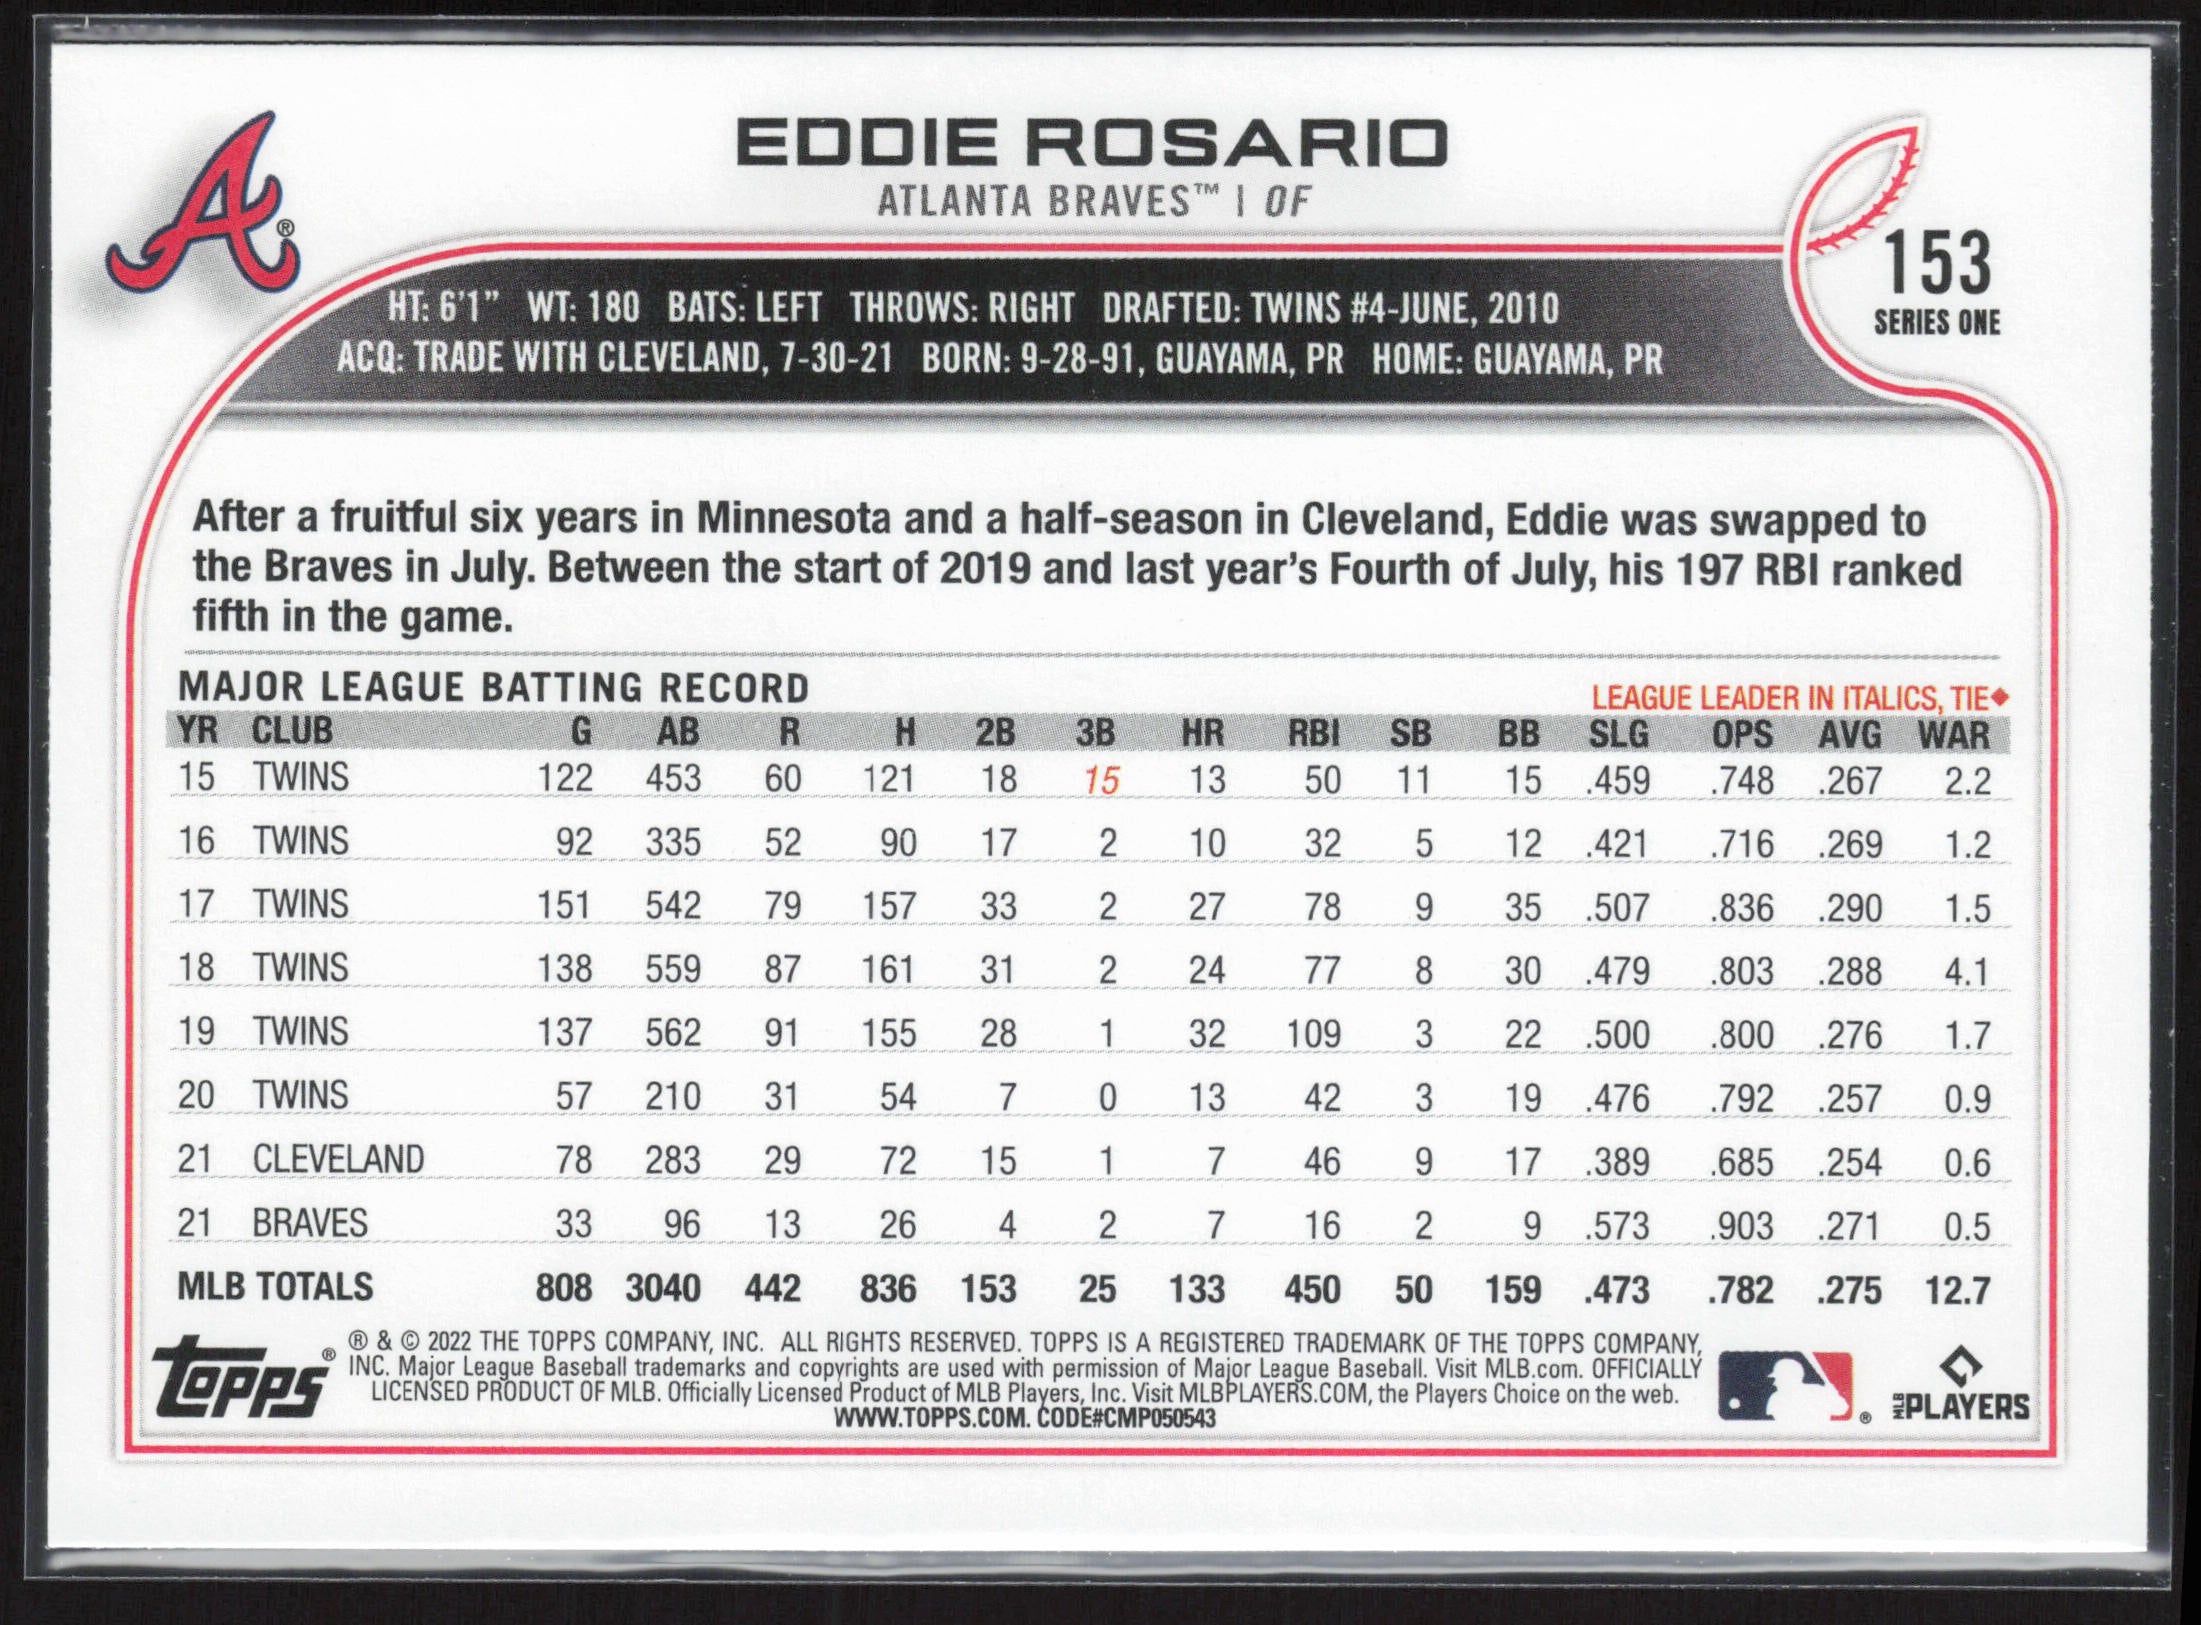 A®
EDDIE ROSARIO
ATLANTA BRAVES™ | OF
153
SERIES ONE
HT: 6'1" WT: 180 BATS: LEFT THROWS: RIGHT DRAFTED: TWINS #4-JUNE, 2010
ACQ: TRADE WITH CLEVELAND, 7-30-21 BORN: 9-28-91, GUAYAMA, PR HOME: GUAYAMA, PR
After a fruitful six years in Minnesota and a half-season in Cleveland, Eddie was swapped to
the Braves in July. Between the start of 2019 and last year's Fourth of July, his 197 RBI ranked
fifth in the game.
MAJOR LEAGUE BATTING RECORD
LEAGUE LEADER IN ITALICS, TIE◆
YR CLUB G AB R H 2B 3B HR RBI SB BB SLG OPS AVG WAR
15 TWINS 122 453 60 121 18 15 13 50 11 15 .459 .748 .267 2.2
16 TWINS 92 335 52 90 17 2 10 32 5 12 .421 .716 .269 1.2
17 TWINS 151 542 79 157 33 2 27 78 9 35 .507 .836 .290 1.5
18 TWINS 138 559 87 161 31 2 24 77 8 30 .479 .803 .288 4.1
19 TWINS 137 562 91 155 28 1 32 109 3 22 .500 .800 .276 1.7
20 TWINS 57 210 31 54 7 0 13 42 3 19 .476 .792 .257 0.9
21 CLEVELAND 78 283 29 72 15 1 7 46 9 17 .389 .685 .254 0.6
21 BRAVES 33 96 13 26 4 2 7 16 2 9 .573 .903 .271 0.5
MLB TOTALS 808 3040 442 836 153 25 133 450 50 159 .473 .782 .275 12.7
topps®
® & © 2022 THE TOPPS COMPANY, INC. ALL RIGHTS RESERVED. TOPPS IS A REGISTERED TRADEMARK OF THE TOPPS COMPANY,
INC. Major League Baseball trademarks and copyrights are used with permission of Major League Baseball. Visit MLB.com. OFFICIALLY
LICENSED PRODUCT OF MLB. Officially Licensed Product of MLB Players, Inc. Visit MLBPLAYERS.COM, the Players Choice on the web.
WWW.TOPPS.COM. CODE#CMP050543
®
MLB PLAYERS